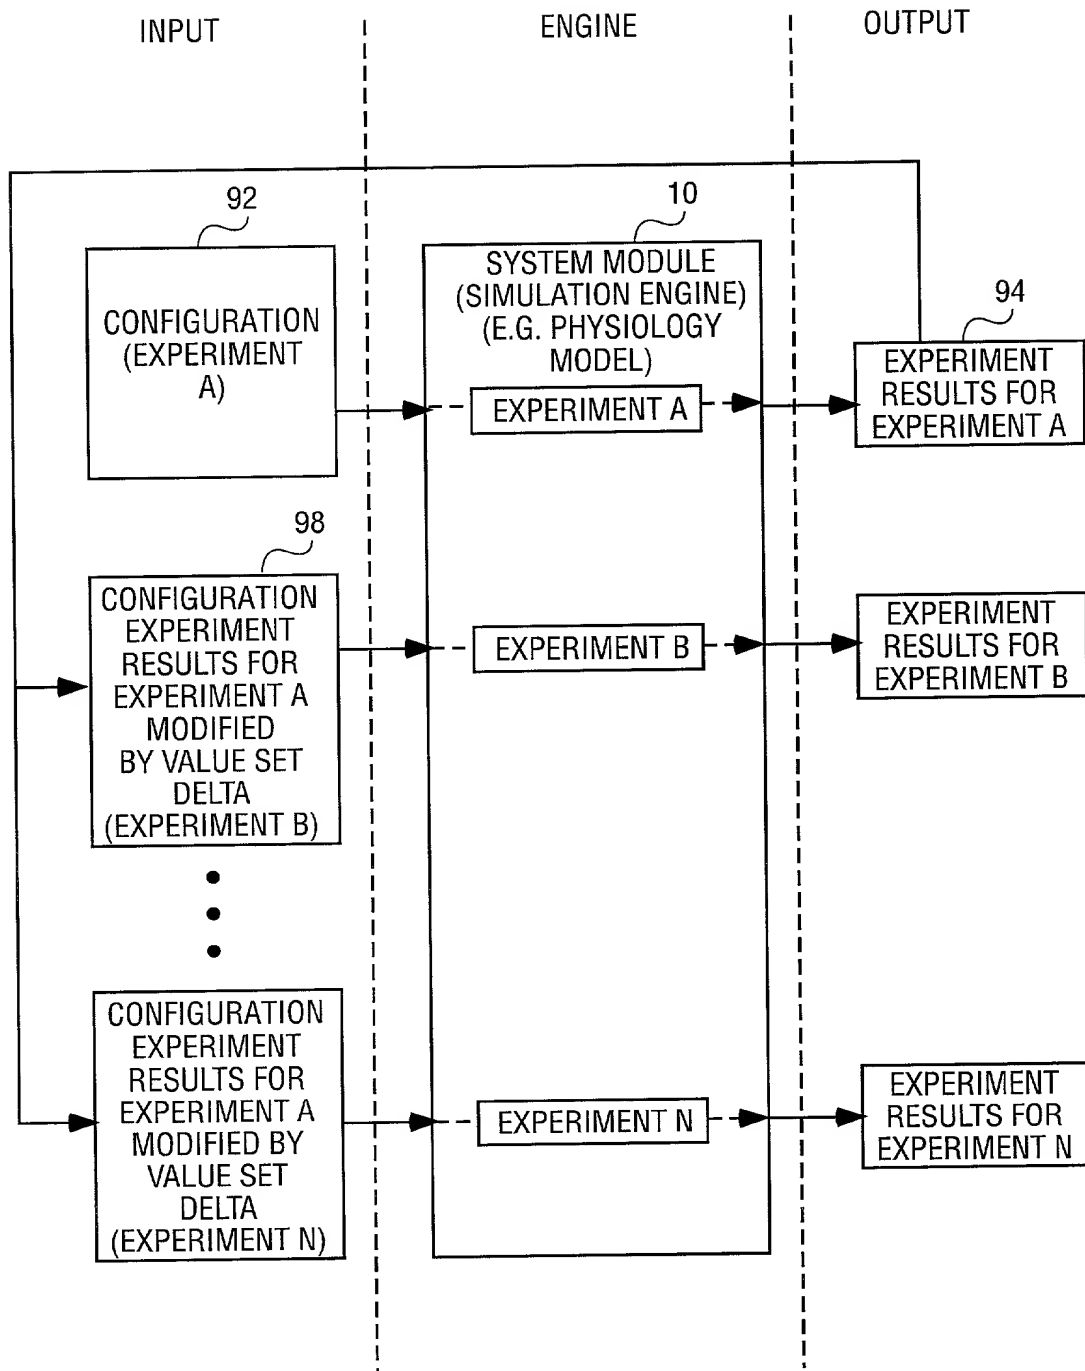 INPUT
ENGINE
OUTPUT
92
CONFIGURATION
(EXPERIMENT
A)
10
SYSTEM MODULE
(SIMULATION ENGINE)
(E.G. PHYSIOLOGY
MODEL)
EXPERIMENT A
94
EXPERIMENT
RESULTS FOR
EXPERIMENT A
98
CONFIGURATION
EXPERIMENT
RESULTS FOR
EXPERIMENT A
MODIFIED
BY VALUE SET
DELTA
(EXPERIMENT B)
EXPERIMENT B
EXPERIMENT
RESULTS FOR
EXPERIMENT B
CONFIGURATION
EXPERIMENT
RESULTS FOR
EXPERIMENT A
MODIFIED BY
VALUE SET
DELTA
(EXPERIMENT N)
EXPERIMENT N
EXPERIMENT
RESULTS FOR
EXPERIMENT N